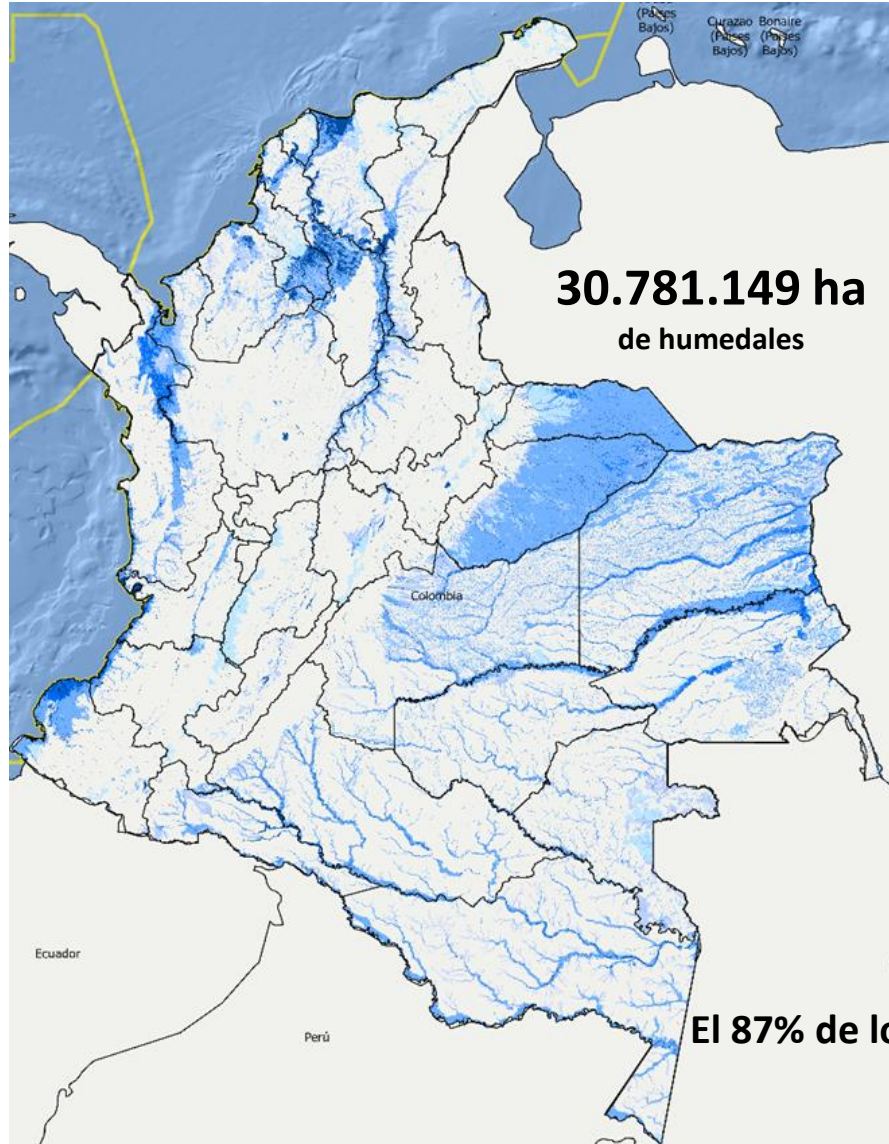 (Países
Bajos)
Curazao
(Países
Bajos)
Bonaire
(Países
Bajos)
30.781.149 ha
de humedales
Colombia
Ecuador
Perú
El 87% de lo